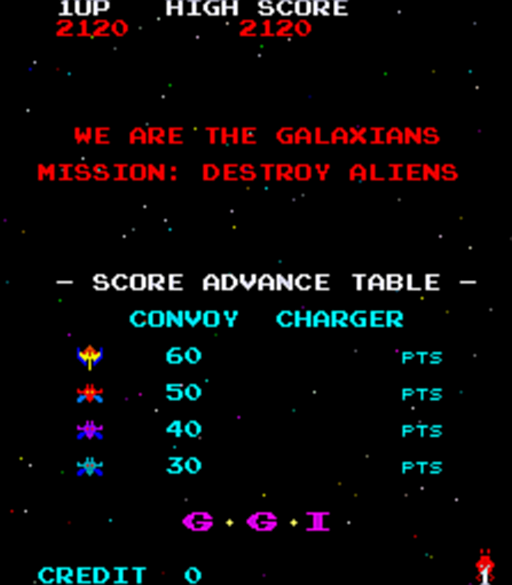 1UP HIGH SCORE
2120 2120
WE ARE THE GALAXIANS
MISSION: DESTROY ALIENS
— SCORE ADVANCE TABLE —
CONVOY CHARGER
60 PTS
50 PTS
40 PTS
30 PTS
G·G·I
CREDIT 0 1